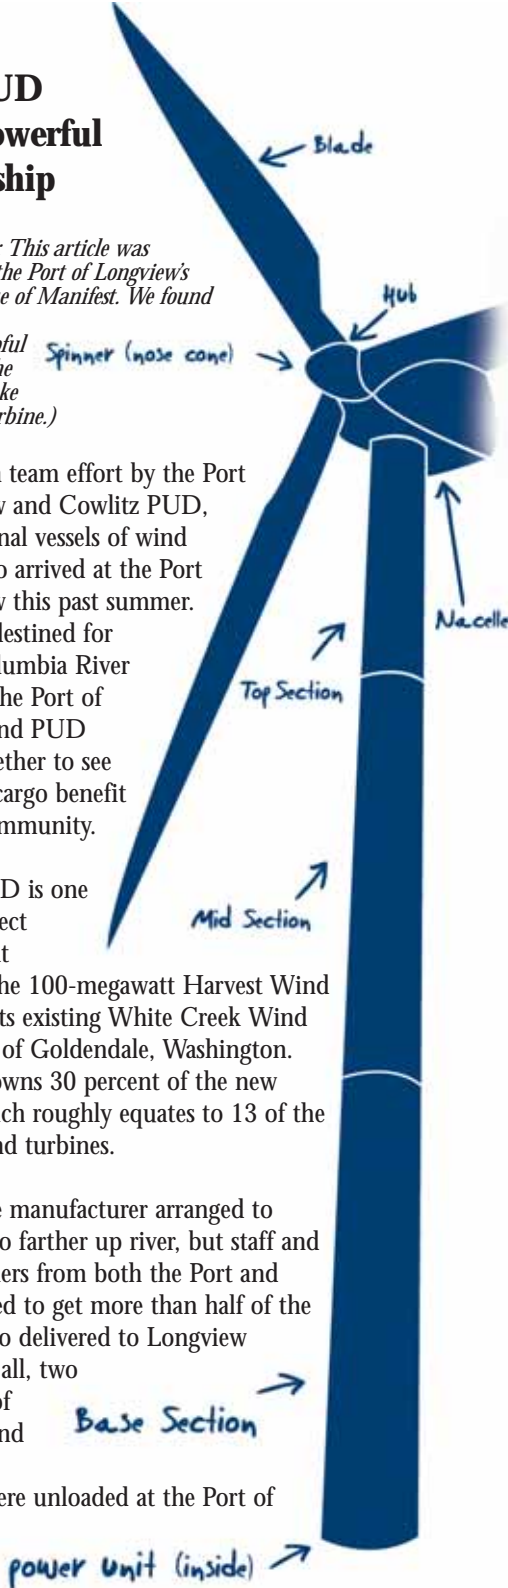 UD
owerful
ship
Blade
This article was
the Port of Longview's
e of Manifest. We found
Hub
Spinner (nose cone)
rbine.)
team effort by the Port
and Cowlitz PUD,
vessels of wind
arrived at the Port
this past summer.
destined for
Nacelle
lumbia River
Top Section
the Port of
nd PUD
ether to see
cargo benefit
mmunity.
D is one
Mid Section
ect
he 100-megawatt Harvest Wind
ts existing White Creek Wind
of Goldendale, Washington.
owns 30 percent of the new
ch roughly equates to 13 of the
nd turbines.
e manufacturer arranged to
o farther up river, but staff and
ers from both the Port and
ed to get more than half of the
o delivered to Longview
all, two
of
Base Section
nd
ere unloaded at the Port of
power unit (inside)